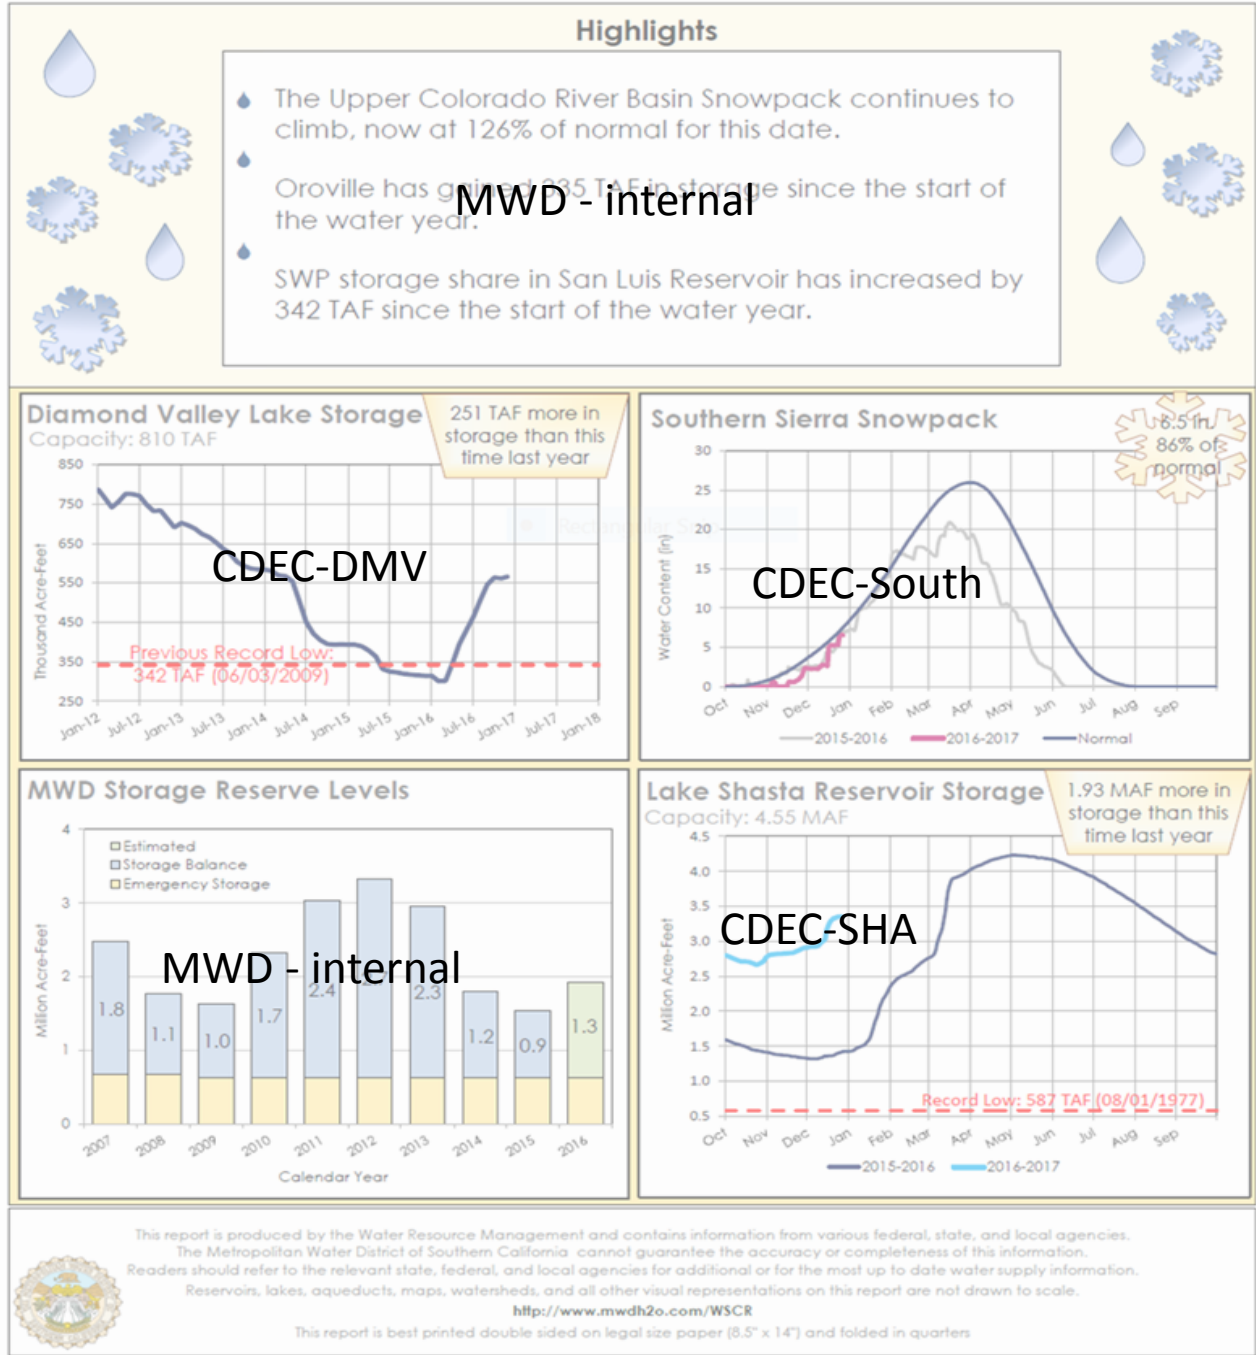 Highlights
The Upper Colorado River Basin Snowpack continues to
climb, now at 126% of normal for this date.
Oroville has gained 335 TAF in storage since the start of
the water year.
MWD - internal
SWP storage share in San Luis Reservoir has increased by
342 TAF since the start of the water year.
Diamond Valley Lake Storage
Capacity: 810 TAF
251 TAF more in
storage than this
time last year
850
750
650
550
450
350
250
Thousand Acre-Feet
CDEC-DMV
Previous Record Low:
342 TAF (06/03/2009)
Jan-12 Jul-12 Jan-13 Jul-13 Jan-14 Jul-14 Jan-15 Jul-15 Jan-16 Jul-16 Jan-17 Jul-17 Jan-18
Southern Sierra Snowpack
6.5 in.
86% of
normal
30
25
20
15
10
5
0
Water Content (in)
Rectangular Snip
CDEC-South
Oct Nov Dec Jan Feb Mar Apr May Jun Jul Aug Sep
2015-2016 2016-2017 Normal
MWD Storage Reserve Levels
4
3
2
1
0
Million Acre-Feet
Estimated
Storage Balance
Emergency Storage
MWD - internal
1.8 1.1 1.0 1.7 2.4 2.7 2.3 1.2 0.9 1.3
2007 2008 2009 2010 2011 2012 2013 2014 2015 2016
Calendar Year
Lake Shasta Reservoir Storage
Capacity: 4.55 MAF
1.93 MAF more in
storage than this
time last year
4.5
4.0
3.5
3.0
2.5
2.0
1.5
1.0
0.5
Million Acre-Feet
CDEC-SHA
Record Low: 587 TAF (08/01/1977)
Oct Nov Dec Jan Feb Mar Apr May Jun Jul Aug Sep
2015-2016 2016-2017
This report is produced by the Water Resource Management and contains information from various federal, state, and local agencies.
The Metropolitan Water District of Southern California cannot guarantee the accuracy or completeness of this information.
Readers should refer to the relevant state, federal, and local agencies for additional or for the most up to date water supply information.
Reservoirs, lakes, aqueducts, maps, watersheds, and all other visual representations on this report are not drawn to scale.
http://www.mwdh2o.com/WSCR
This report is best printed double sided on legal size paper (8.5" x 14") and folded in quarters